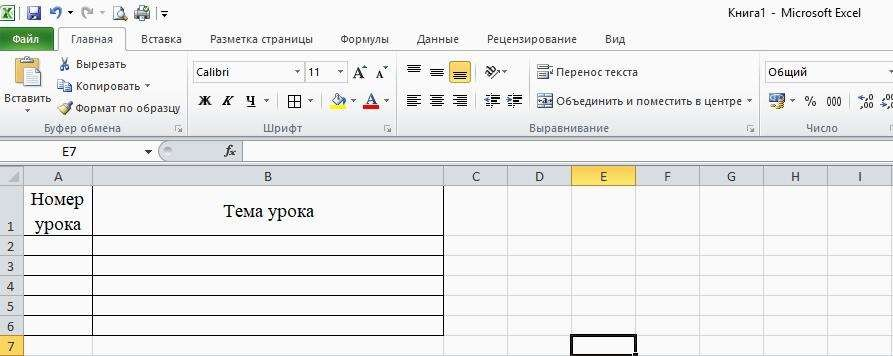 Книга1 - Microsoft Excel
Файл Главная Вставка Разметка страницы Формулы Данные Рецензирование Вид
Вставить
Вырезать
Копировать
Формат по образцу
Буфер обмена
Calibri 11
Ж К Ч
Шрифт
Перенос текста
Объединить и поместить в центре
Выравнивание
Общий
% 000
Число
E7 fx
A B C D E F G H I
1 Номер урока Тема урока
2
3
4
5
6
7